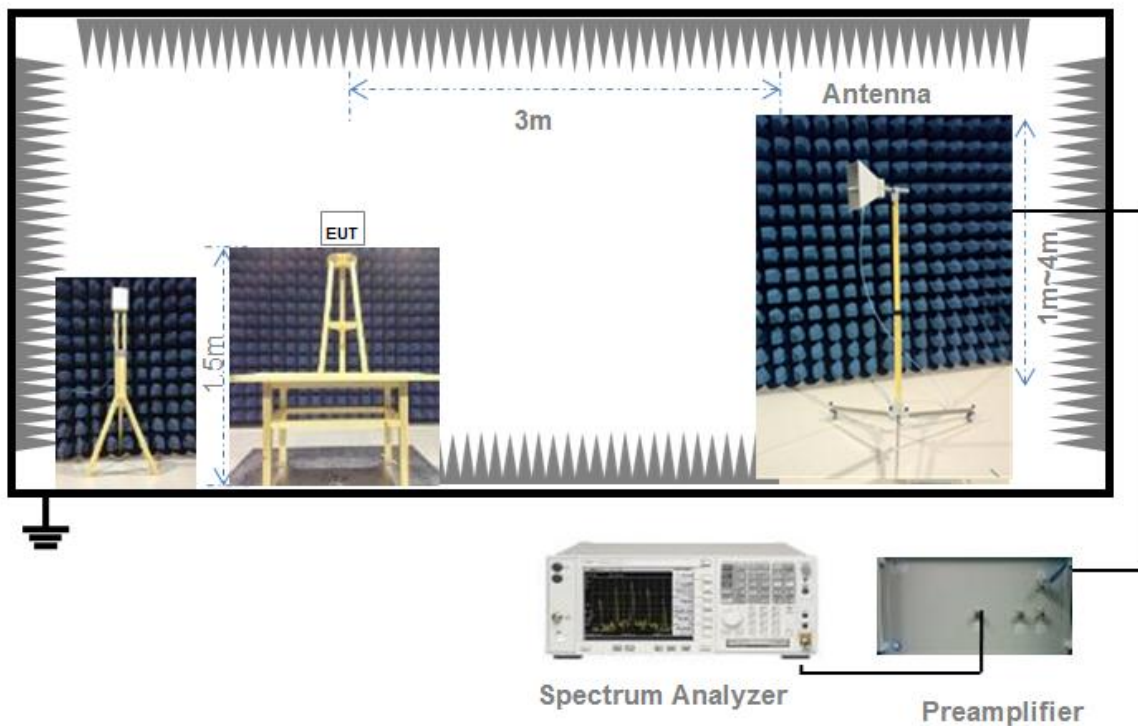 Antenna
3m
EUT
1.5m
1m~4m
Spectrum Analyzer
Preamplifier